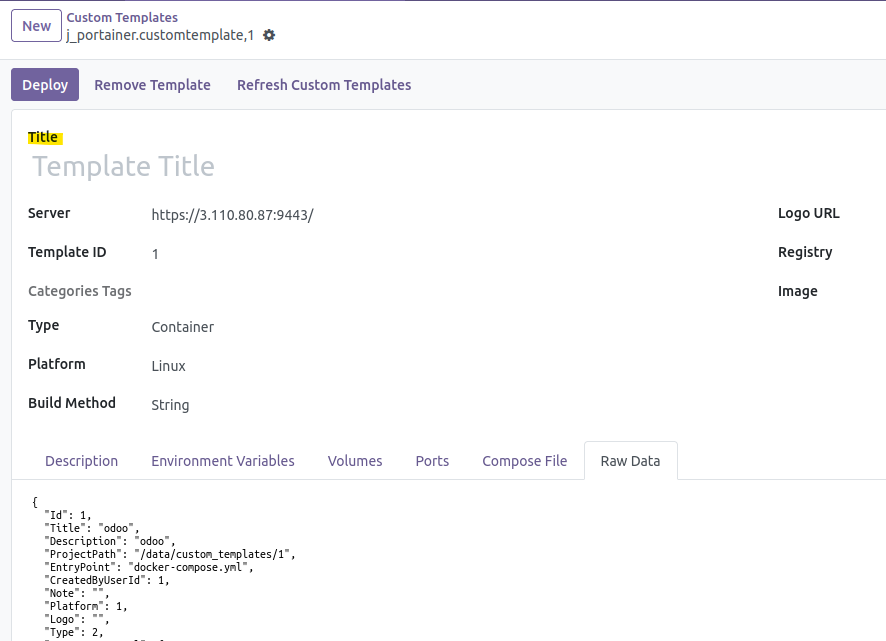 New
Custom Templates
j_portainer.customtemplate,1
Deploy Remove Template Refresh Custom Templates
Title
Template Title
Server https://3.110.80.87:9443/ Logo URL
Template ID 1 Registry
Categories Tags Image
Type Container
Platform Linux
Build Method String
Description Environment Variables Volumes Ports Compose File Raw Data
{
"Id": 1,
"Title": "odoo",
"Description": "odoo",
"ProjectPath": "/data/custom_templates/1",
"EntryPoint": "docker-compose.yml",
"CreatedByUserId": 1,
"Note": "",
"Platform": 1,
"Logo": "",
"Type": 2,